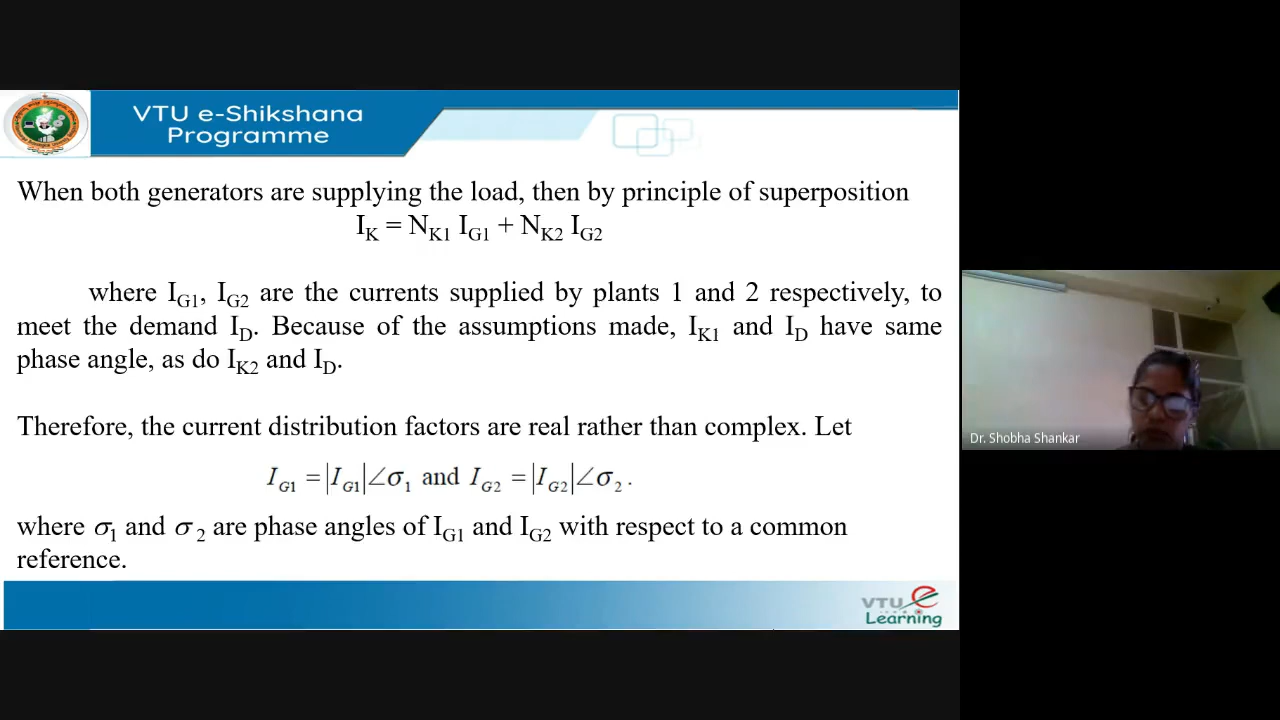 VTU e-Shikshana
Programme
When both generators are supplying the load, then by principle of superposition
I_K = N_K1 I_G1 + N_K2 I_G2
where I_G1, I_G2 are the currents supplied by plants 1 and 2 respectively, to
meet the demand I_D. Because of the assumptions made, I_K1 and I_D have same
phase angle, as do I_K2 and I_D.
Therefore, the current distribution factors are real rather than complex. Let
I_G1 = |I_G1|∠σ_1 and I_G2 = |I_G2|∠σ_2 .
where σ_1 and σ_2 are phase angles of I_G1 and I_G2 with respect to a common
reference.
Dr. Shobha Shankar
VTU e
Learning